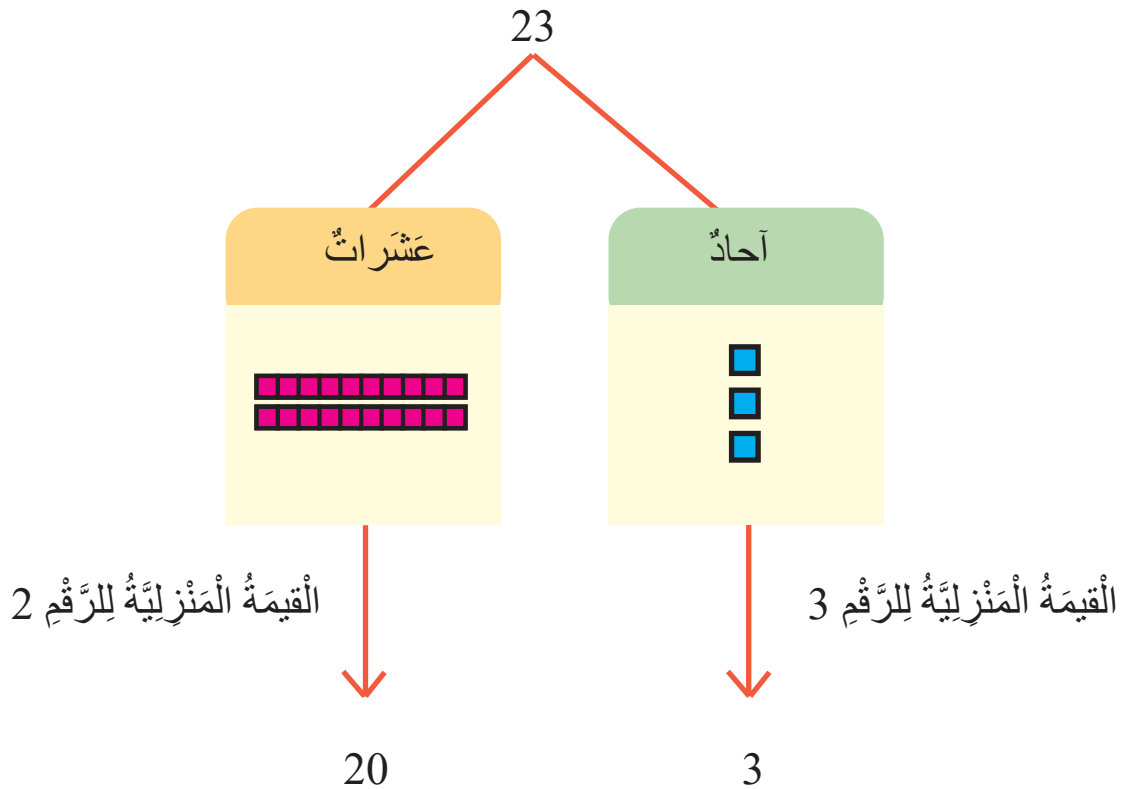 23
آحادٌ
عَشَراتٌ
الْقيمَةُ الْمَنْزِلِيَّةُ لِلرَّقْمِ 3
الْقيمَةُ الْمَنْزِلِيَّةُ لِلرَّقْمِ 2
3
20